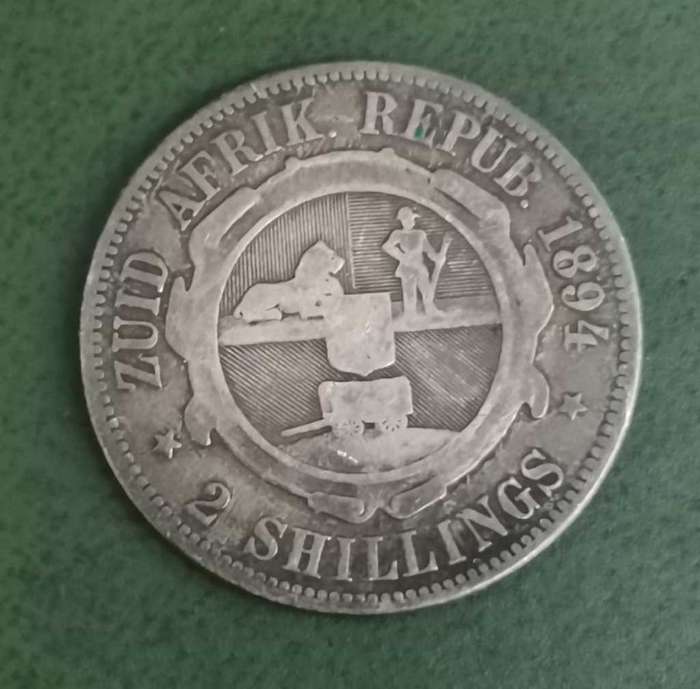 ZUID AFRIK. REPUB. 1894
2 SHILLINGS